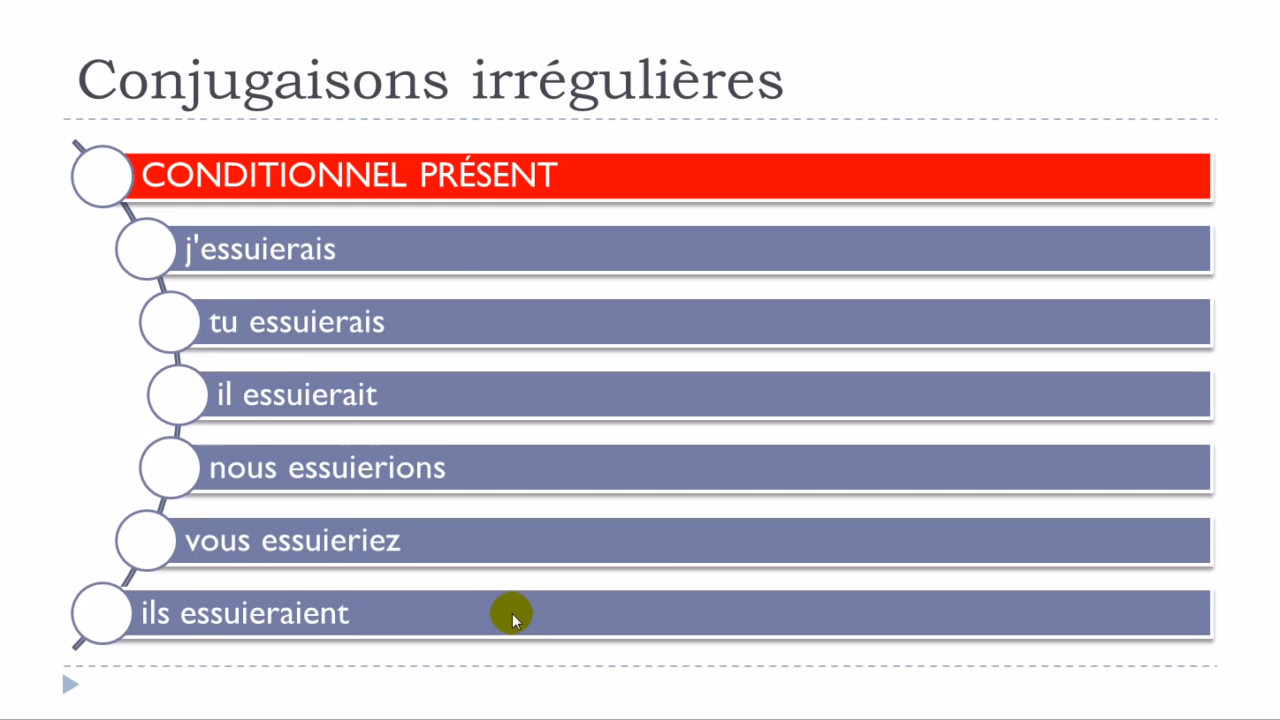 Conjugaisons irrégulières
CONDITIONNEL PRÉSENT
j'essuierais
tu essuierais
il essuierait
nous essuierions
vous essuieriez
ils essuieraient